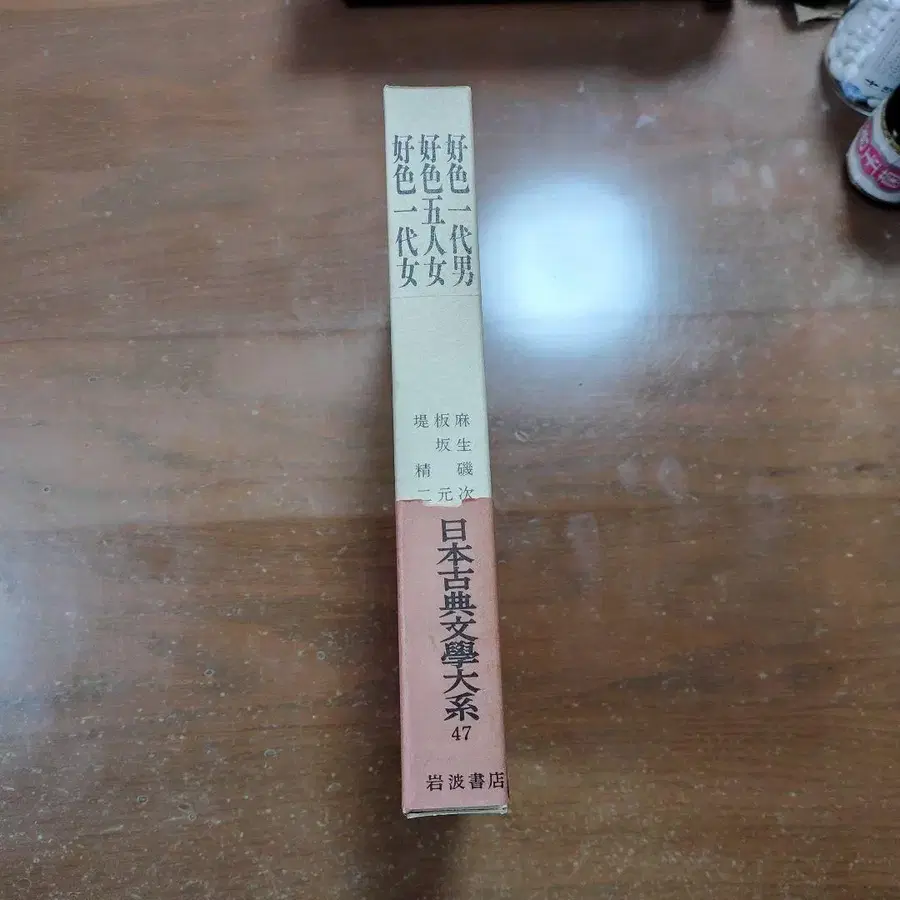 好色一代男
好色五人女
好色一代女
麻生磯次
板坂元
堤精二
日本古典文學大系
47
岩波書店